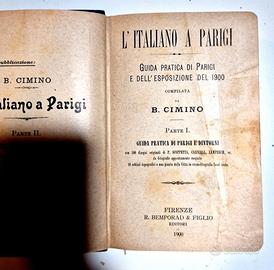 pubblicazione:
B. CIMINO
aliano a Parigi
PARTE II.
L'ITALIANO A PARIGI
GUIDA PRATICA DI PARIGI
E DELL'ESPOSIZIONE DEL 1900
COMPILATA
DA
B. CIMINO
PARTE I.
GUIDA PRATICA DI PARIGI E DINTORNI
FIRENZE
R. BEMPORAD & FIGLIO
EDITORI
1900